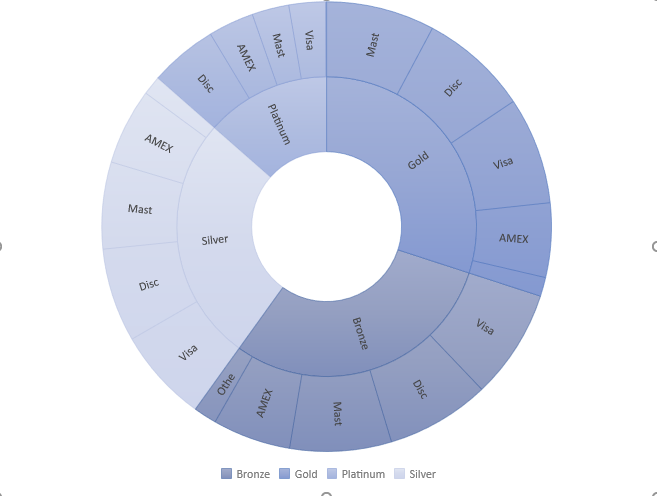 Mast
Disc
Visa
AMEX
Gold
Visa
Disc
Mast
AMEX
Othe
Bronze
Visa
Disc
Mast
AMEX
Silver
Disc
AMEX
Mast
Visa
Platinum
Bronze Gold Platinum Silver